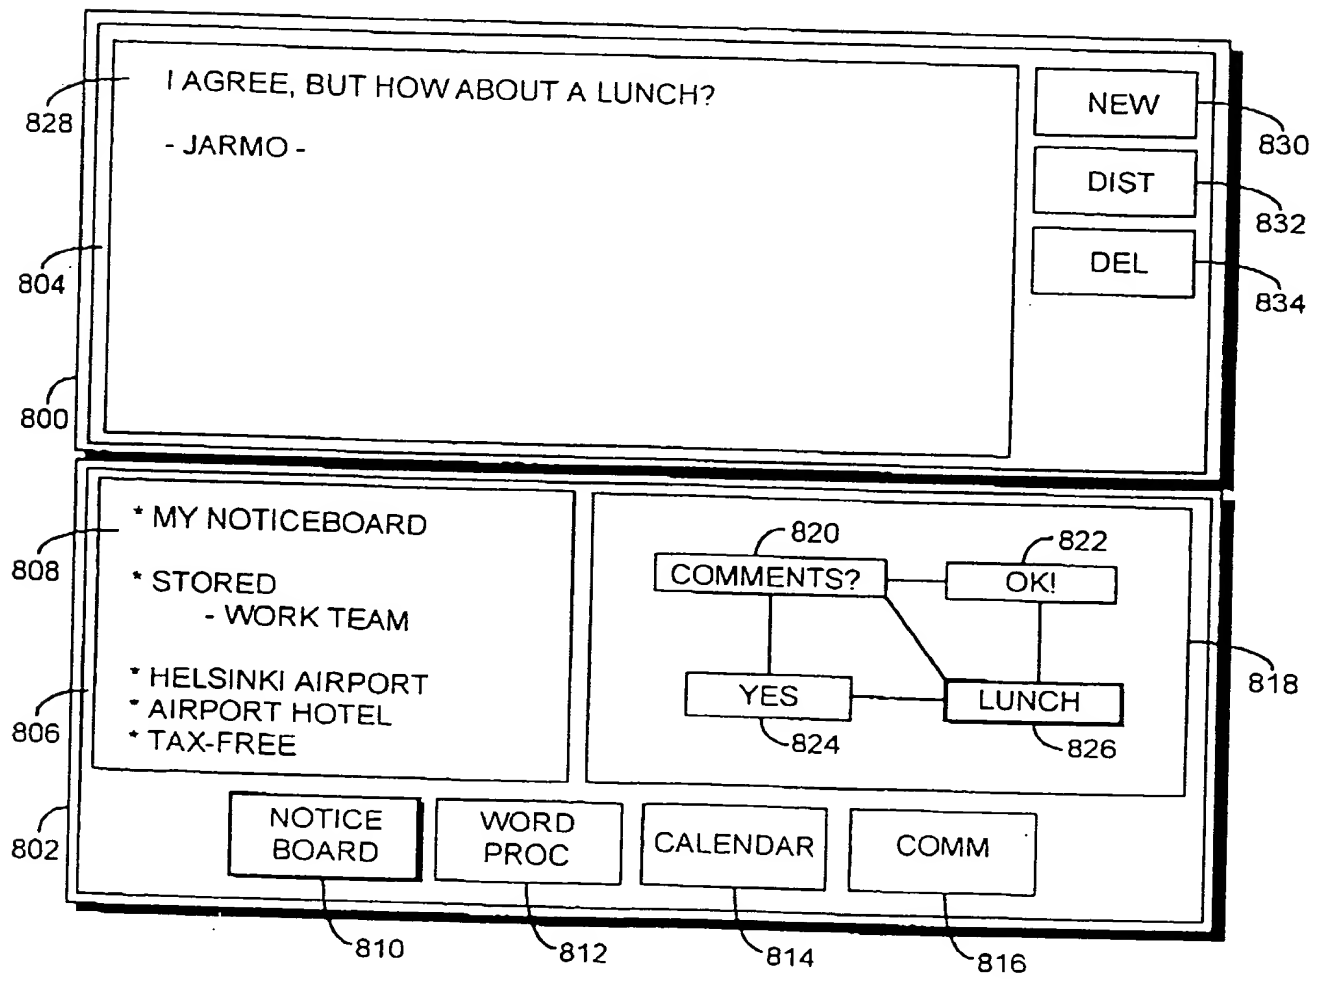 I AGREE, BUT HOW ABOUT A LUNCH?
- JARMO -
NEW
DIST
DEL
828
804
800
830
832
834
* MY NOTICEBOARD
* STORED
- WORK TEAM
* HELSINKI AIRPORT
* AIRPORT HOTEL
* TAX-FREE
808
806
802
820
822
COMMENTS?
OK!
YES
LUNCH
824
826
818
NOTICE
BOARD
WORD
PROC
CALENDAR
COMM
810
812
814
816